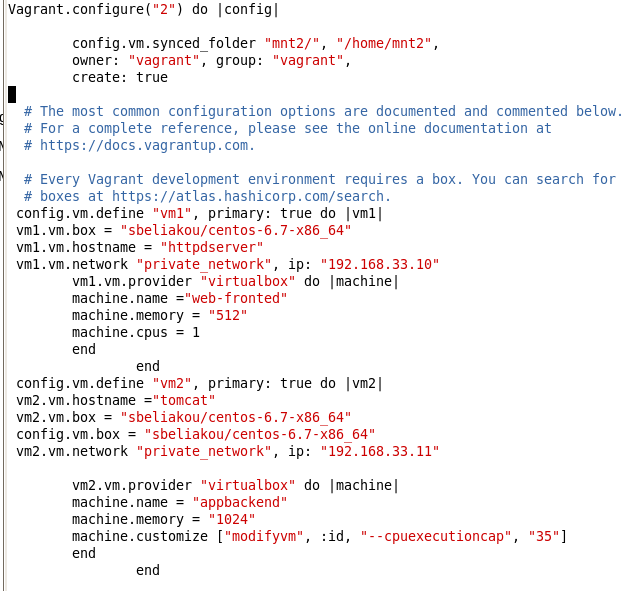 Vagrant.configure("2") do |config|
config.vm.synced_folder "mnt2/", "/home/mnt2",
owner: "vagrant", group: "vagrant",
create: true
# The most common configuration options are documented and commented below.
# For a complete reference, please see the online documentation at
# https://docs.vagrantup.com.
# Every Vagrant development environment requires a box. You can search for
# boxes at https://atlas.hashicorp.com/search.
config.vm.define "vm1", primary: true do |vm1|
vm1.vm.box = "sbeliakou/centos-6.7-x86_64"
vm1.vm.hostname = "httpdserver"
vm1.vm.network "private_network", ip: "192.168.33.10"
vm1.vm.provider "virtualbox" do |machine|
machine.name ="web-fronted"
machine.memory = "512"
machine.cpus = 1
end
end
config.vm.define "vm2", primary: true do |vm2|
vm2.vm.hostname ="tomcat"
vm2.vm.box = "sbeliakou/centos-6.7-x86_64"
config.vm.box = "sbeliakou/centos-6.7-x86_64"
vm2.vm.network "private_network", ip: "192.168.33.11"
vm2.vm.provider "virtualbox" do |machine|
machine.name = "appbackend"
machine.memory = "1024"
machine.customize ["modifyvm", :id, "--cpuexecutioncap", "35"]
end
end